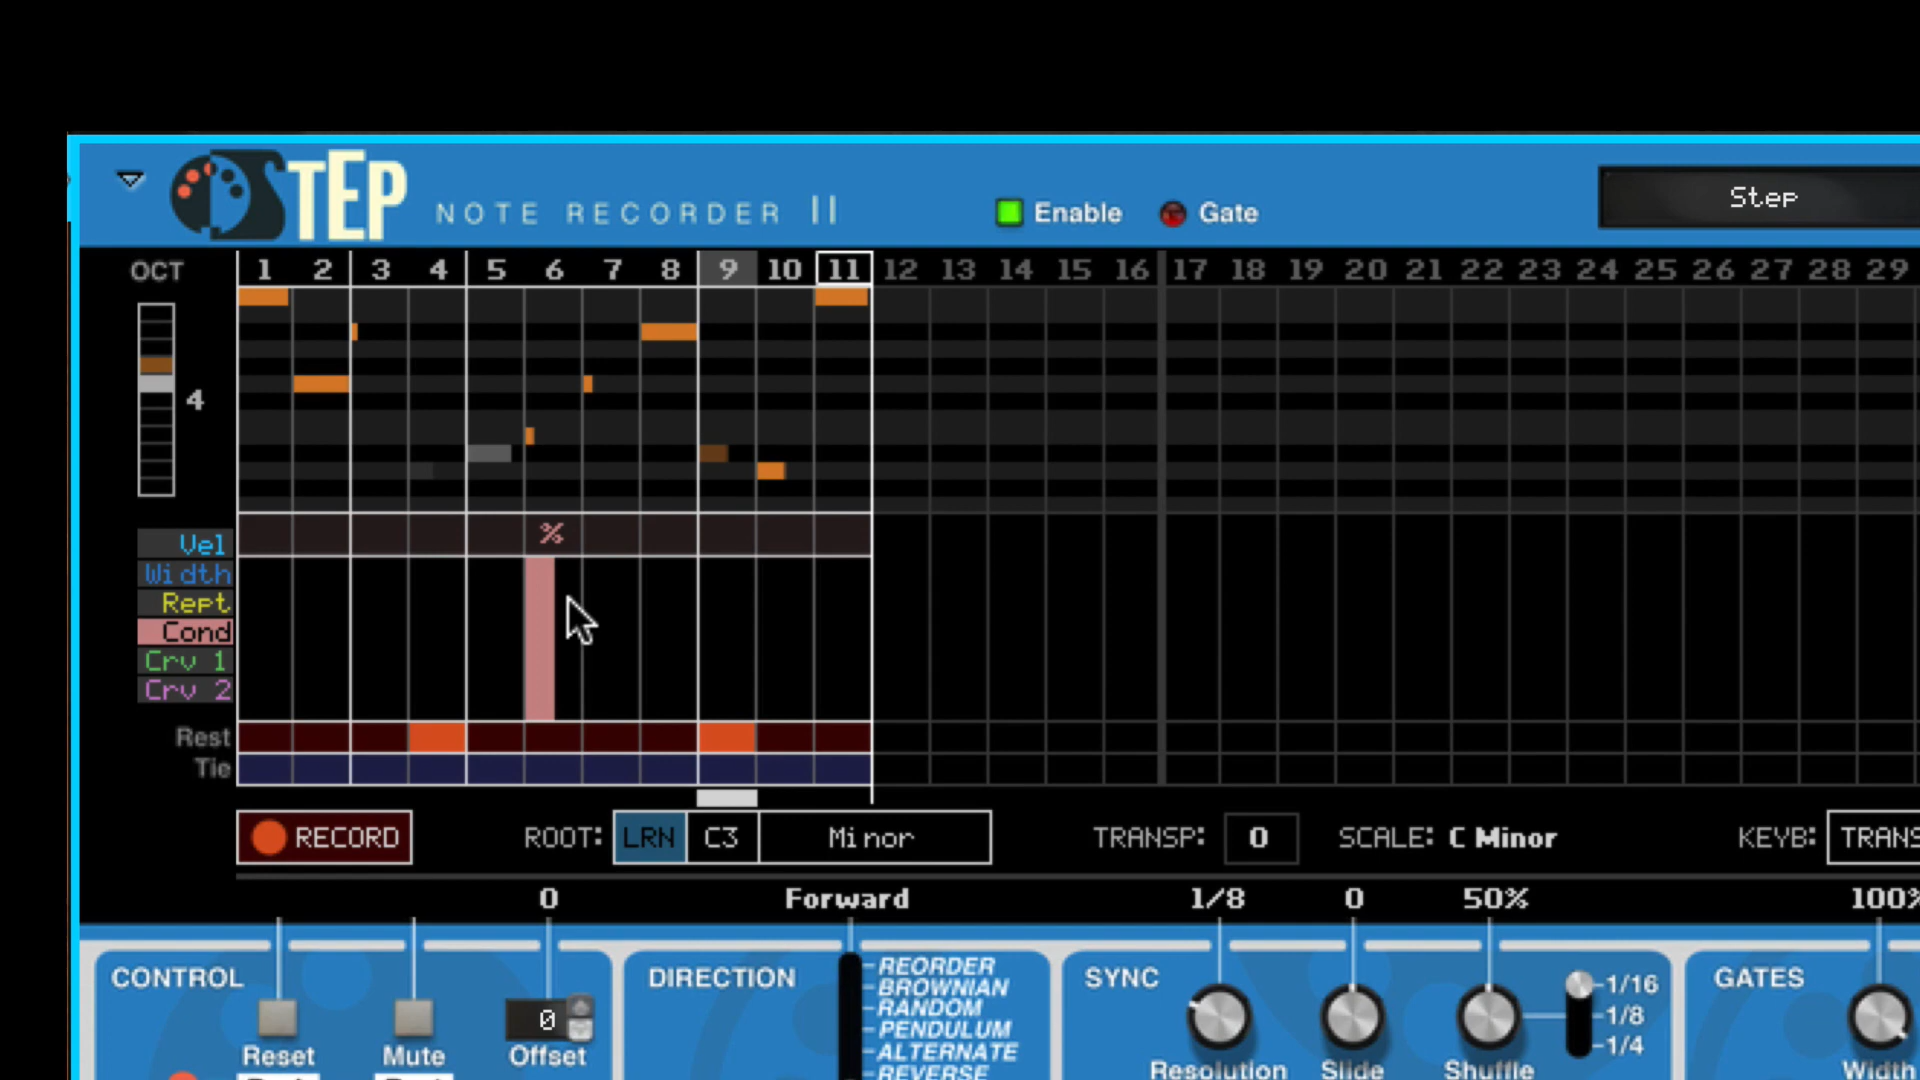 STEP NOTE RECORDER II Enable Gate Step
OCT 1 2 3 4 5 6 7 8 9 10 11 12 13 14 15 16 17 18 19 20 21 22 23 24 25 26 27 28 29
4
%
Vel
Width
Rept
Cond
Crv 1
Crv 2
Rest
Tie
RECORD ROOT: LRN C3 Minor TRANSP: 0 SCALE: C Minor KEYB: TRANS
0 Forward 1/8 0 50% 100%
CONTROL DIRECTION SYNC GATES
REORDER
BROWNIAN
RANDOM
PENDULUM
ALTERNATE
REVERSE
1/16
1/8
1/4
0
Reset Mute Offset Resolution Slide Shuffle Width